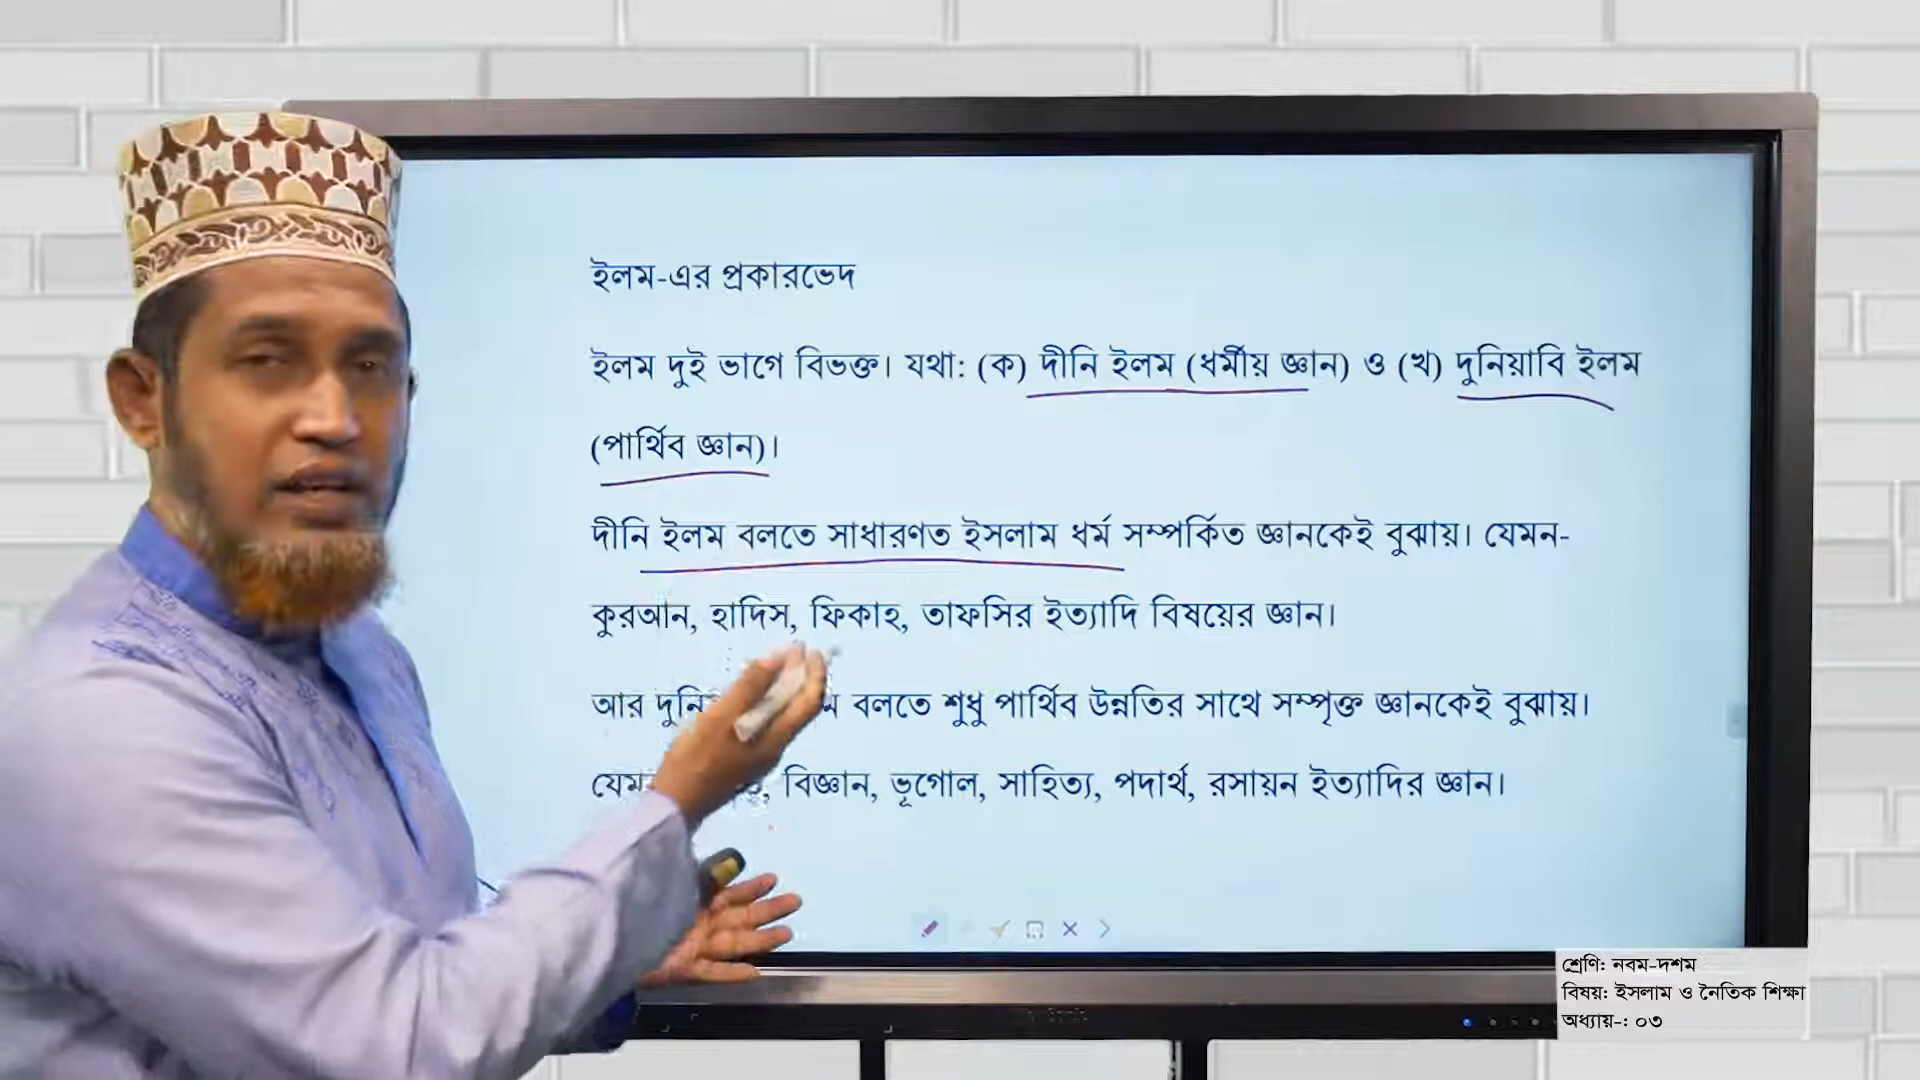 ইলম-এর প্রকারভেদ
ইলম দুই ভাগে বিভক্ত। যথা: (ক) দীনি ইলম (ধর্মীয় জ্ঞান) ও (খ) দুনিয়াবি ইলম
(পার্থিব জ্ঞান)।
দীনি ইলম বলতে সাধারণত ইসলাম ধর্ম সম্পর্কিত জ্ঞানকেই বুঝায়। যেমন-
কুরআন, হাদিস, ফিকাহ, তাফসির ইত্যাদি বিষয়ের জ্ঞান।
আর বলতে শুধু পার্থিব উন্নতির সাথে সম্পৃক্ত জ্ঞানকেই বুঝায়।
বিজ্ঞান, ভূগোল, সাহিত্য, পদার্থ, রসায়ন ইত্যাদির জ্ঞান।
শ্রেণি: নবম-দশম
বিষয়: ইসলাম ও নৈতিক শিক্ষা
অধ্যায়-: ০৩